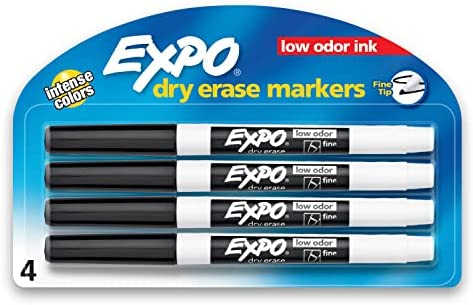 EXPO®
low odor ink
dry erase markers
intense
colors
Fine
Tip
EXPO®
low odor
dry erase
fine
EXPO®
low odor
dry erase
fine
EXPO®
low odor
dry erase
fine
EXPO®
low odor
dry erase
fine
4